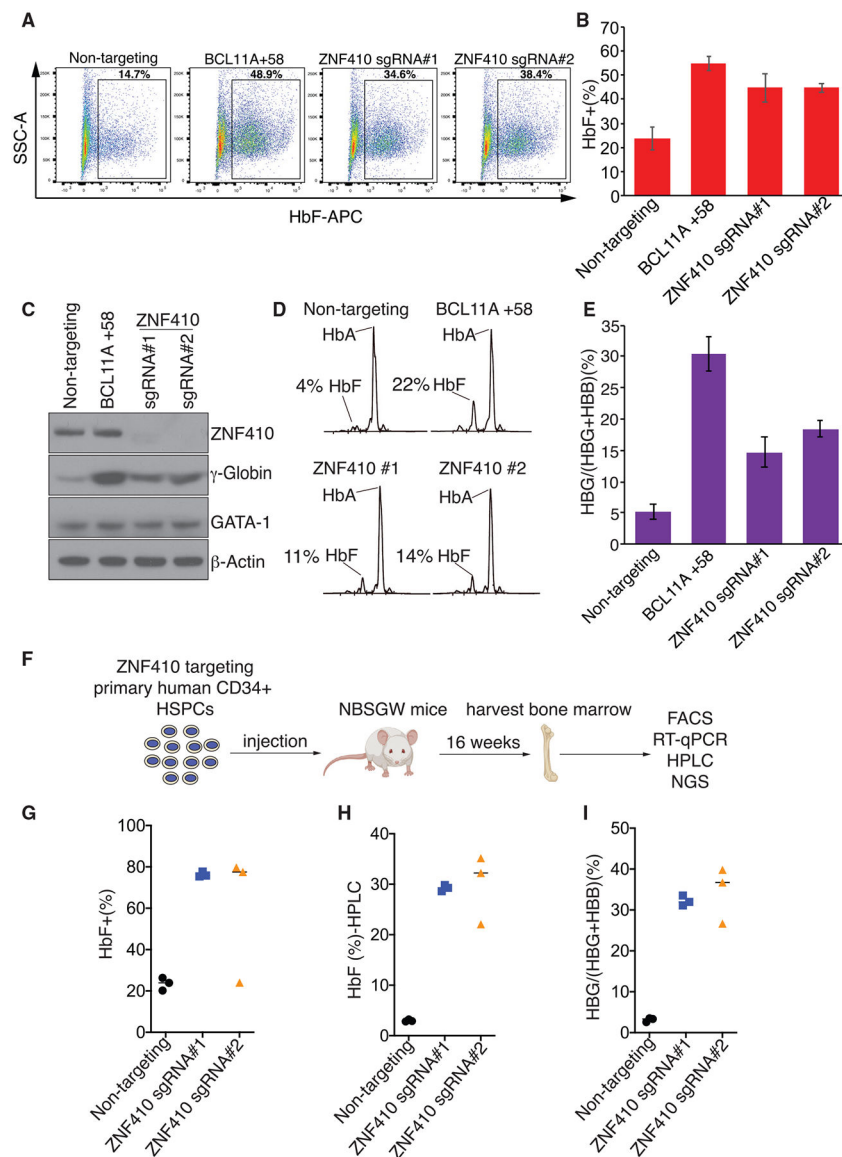 A
Non-targeting
BCL11A+58
ZNF410 sgRNA#1
ZNF410 sgRNA#2
14.7%
48.9%
34.6%
38.4%
SSC-A
HbF-APC
B
HbF+(%)
70
60
50
40
30
20
10
0
Non-targeting
BCL11A +58
ZNF410 sgRNA#1
ZNF410 sgRNA#2
C
Non-targeting
BCL11A +58
ZNF410
sgRNA#1
sgRNA#2
ZNF410
γ-Globin
GATA-1
β-Actin
D
Non-targeting
HbA
4% HbF
BCL11A +58
HbA
22% HbF
ZNF410 #1
HbA
11% HbF
ZNF410 #2
HbA
14% HbF
E
HBG/(HBG+HBB)(%)
35
30
25
20
15
10
5
0
Non-targeting
BCL11A +58
ZNF410 sgRNA#1
ZNF410 sgRNA#2
F
ZNF410 targeting
primary human CD34+
HSPCs
injection
NBSGW mice
16 weeks
harvest bone marrow
FACS
RT-qPCR
HPLC
NGS
G
HbF+(%)
100
80
60
40
20
0
Non-targeting
ZNF410 sgRNA#1
ZNF410 sgRNA#2
H
HbF (%)-HPLC
40
30
20
10
0
Non-targeting
ZNF410 sgRNA#1
ZNF410 sgRNA#2
I
HBG/(HBG+HBB)(%)
50
40
30
20
10
0
Non-targeting
ZNF410 sgRNA#1
ZNF410 sgRNA#2